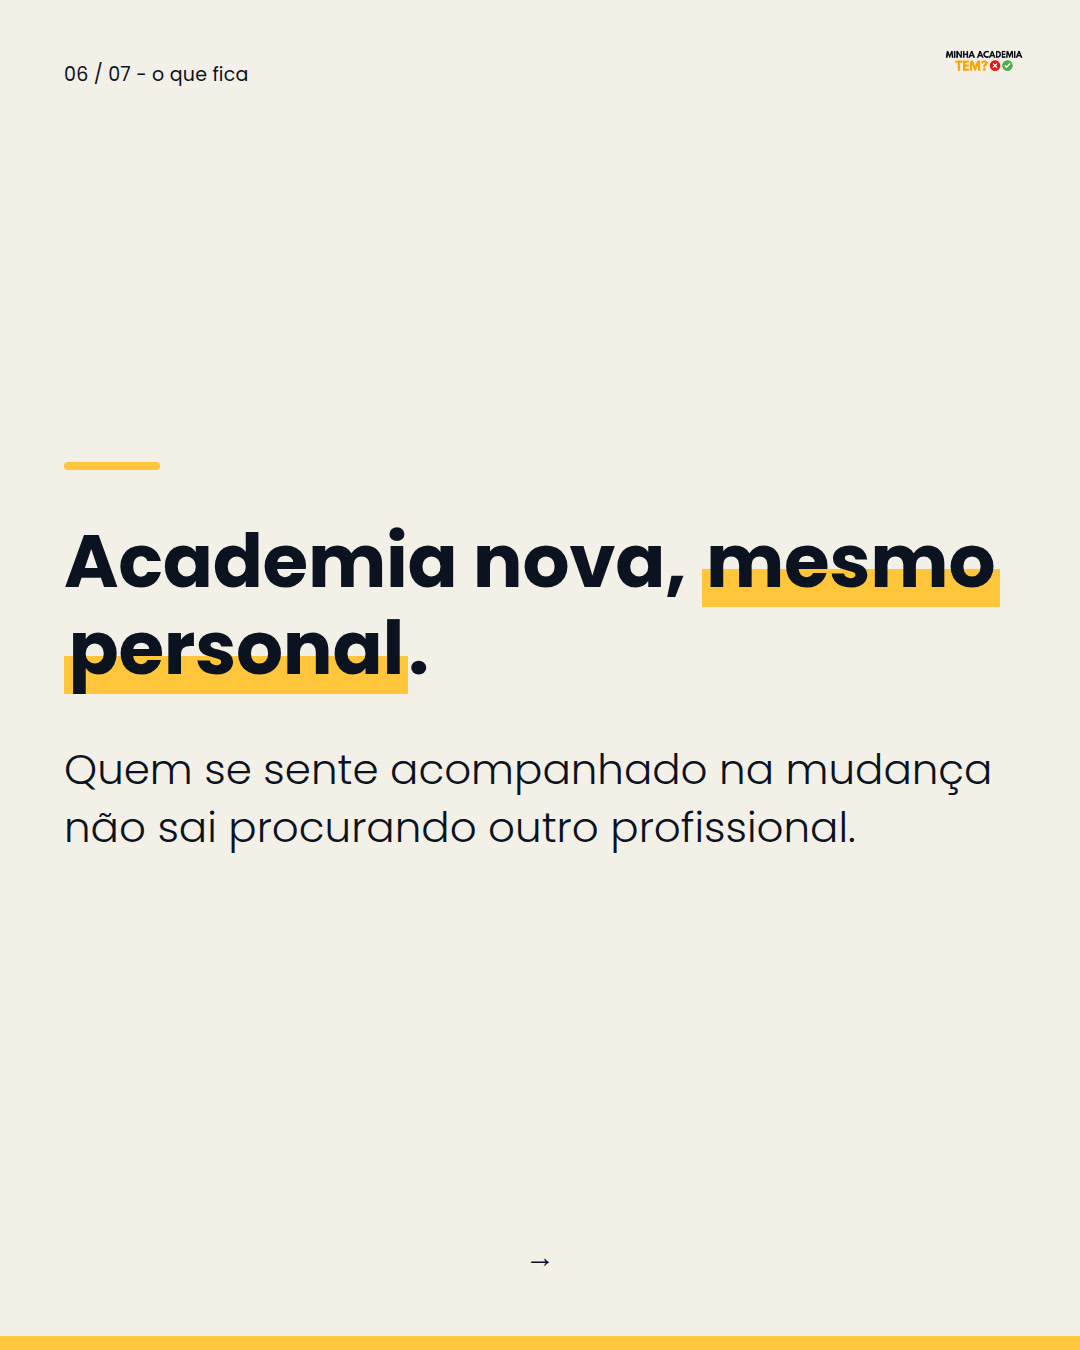 06 / 07 - o que fica
MINHA ACADEMIA
TEM?
Academia nova, mesmo
personal.
Quem se sente acompanhado na mudança
não sai procurando outro profissional.
→